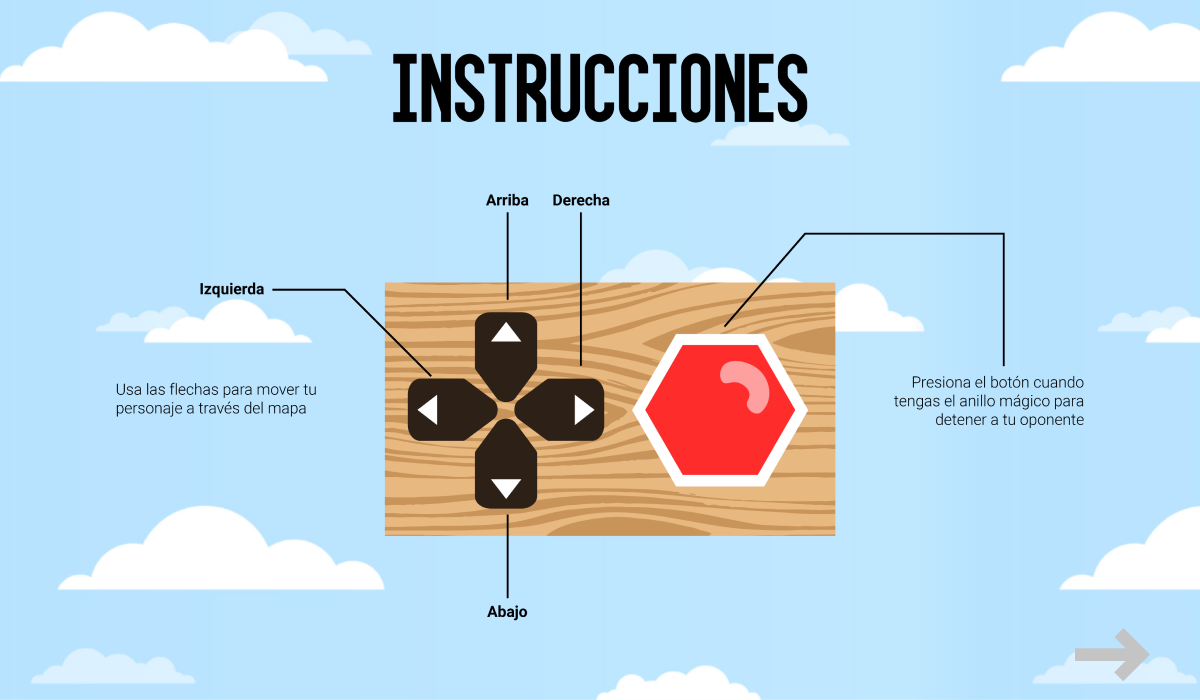 INSTRUCCIONES
Arriba
Derecha
Izquierda
Usa las flechas para mover tu
personaje a través del mapa
Presiona el botón cuando
tengas el anillo mágico para
detener a tu oponente
Abajo